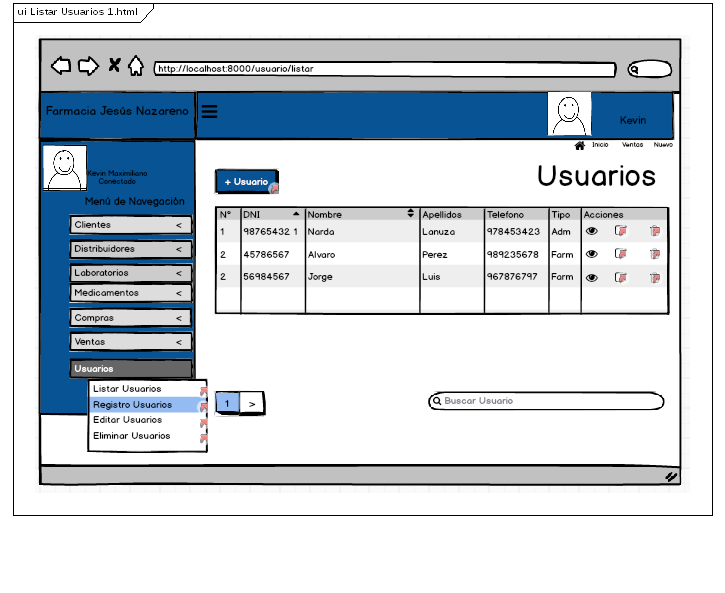 ui Listar Usuarios 1.html
http://localhost:8000/usuario/listar
Farmacia Jesús Nazareno
Kevin
Inicio Ventas Nuevo
Kevin Maximiliano
Conectado
Menú de Navegación
Clientes <
Distribuidores <
Laboratorios <
Medicamentos <
Compras <
Ventas <
Usuarios
Listar Usuarios
Registro Usuarios
Editar Usuarios
Eliminar Usuarios
Usuarios
+ Usuario
N° DNI Nombre Apellidos Telefono Tipo Acciones
1 98765432 1 Narda Lanuza 978453423 Adm
2 45786567 Alvaro Perez 989235678 Farm
2 56984567 Jorge Luis 967876797 Farm
1 >
Buscar Usuario